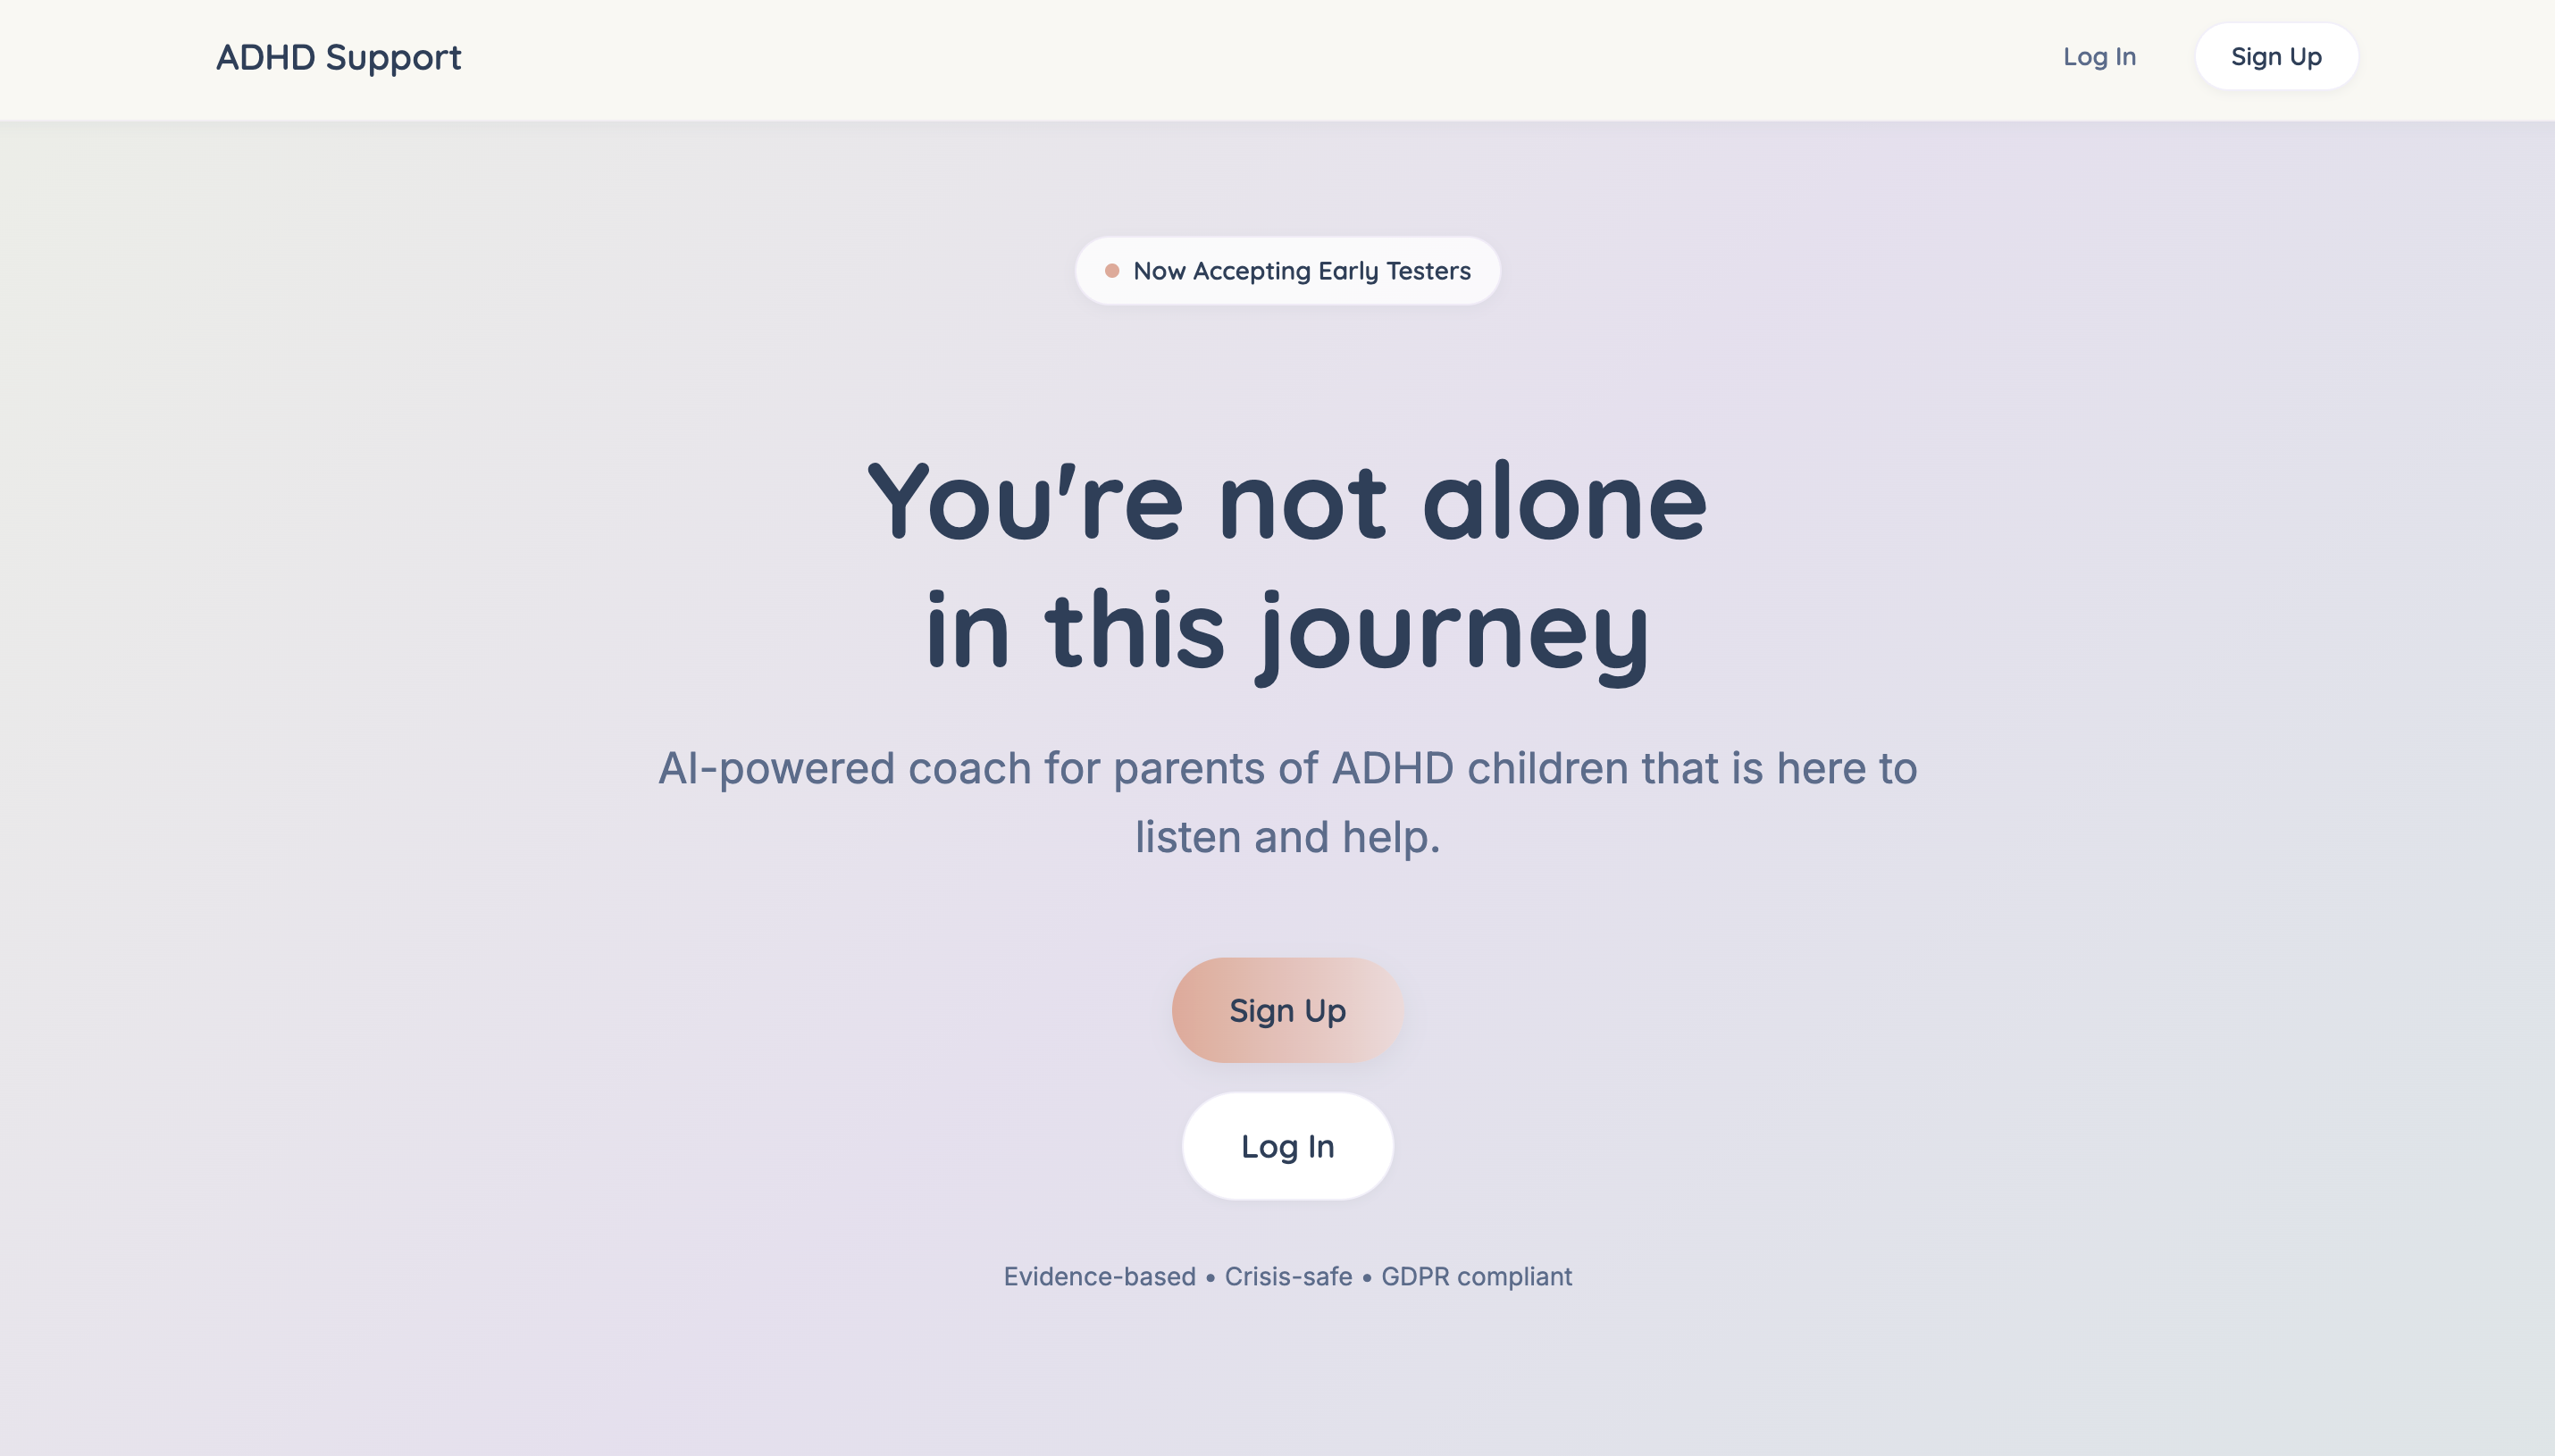 ADHD Support
Log In
Sign Up
Now Accepting Early Testers
You're not alone
in this journey
AI-powered coach for parents of ADHD children that is here to
listen and help.
Sign Up
Log In
Evidence-based • Crisis-safe • GDPR compliant